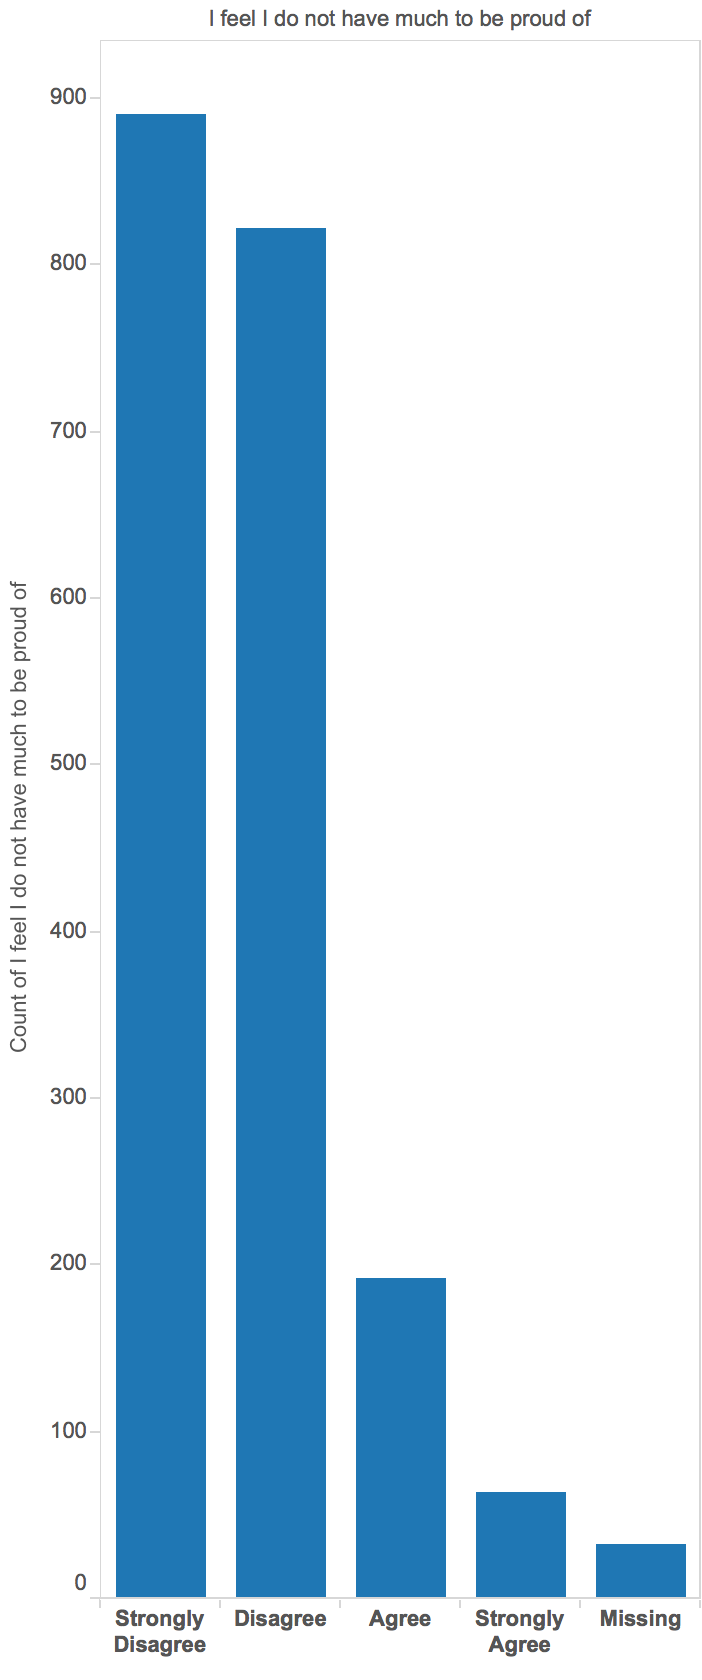 I feel I do not have much to be proud of
Count of I feel I do not have much to be proud of
900
800
700
600
500
400
300
200
100
0
Strongly
Disagree
Disagree
Agree
Strongly
Agree
Missing